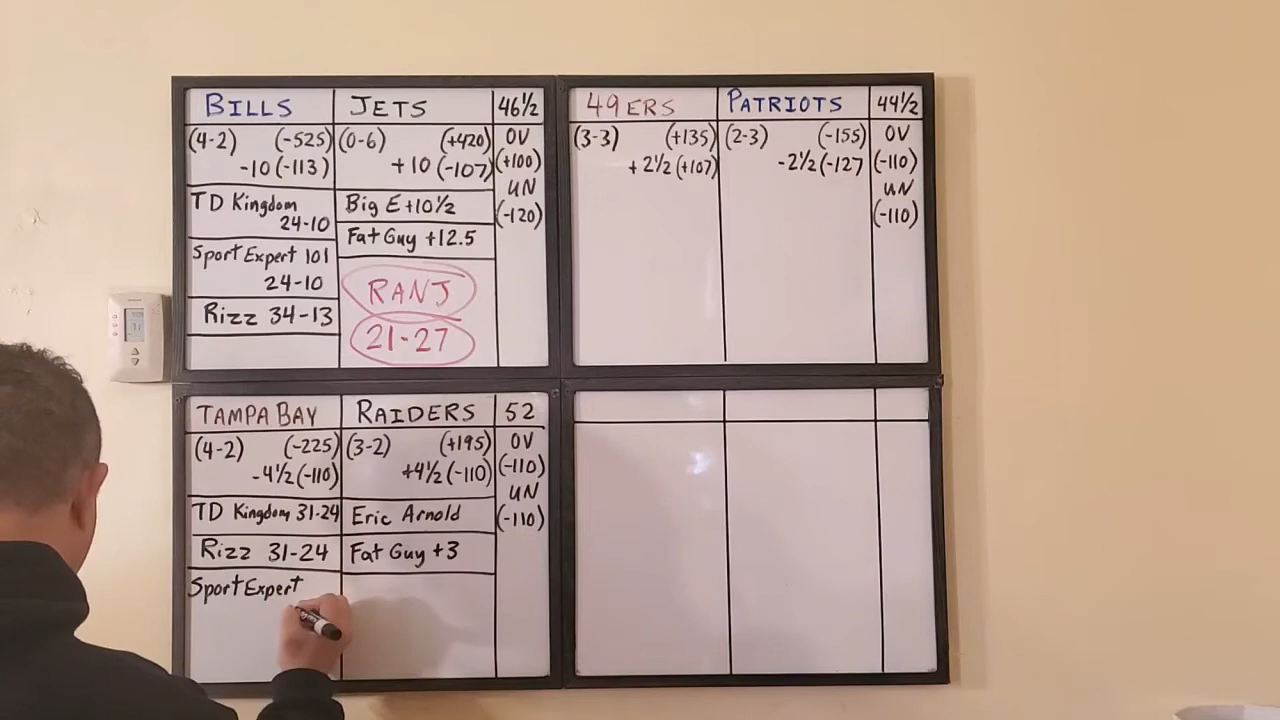 BILLS JETS 46½
(4-2) (-525) (0-6) (+420) OV
-10 (-113) +10 (-107) (+100)
UN
(-120)
TD Kingdom
24-10
Big E +10½
Fat Guy +12.5
Sport Expert 101
24-10
Rizz 34-13
RANJ
21-27
49ERS PATRIOTS 44½
(3-3) (+135) (2-3) (-155) OV
+2½ (+107) -2½ (-127 (-110)
UN
(-110)
TAMPA BAY RAIDERS 52
(4-2) (-225) (3-2) (+195) OV
-4½ (-110) +4½ (-110) (-110)
UN
TD Kingdom 31-24 Eric Arnold (-110)
Rizz 31-24 Fat Guy +3
Sport Expert